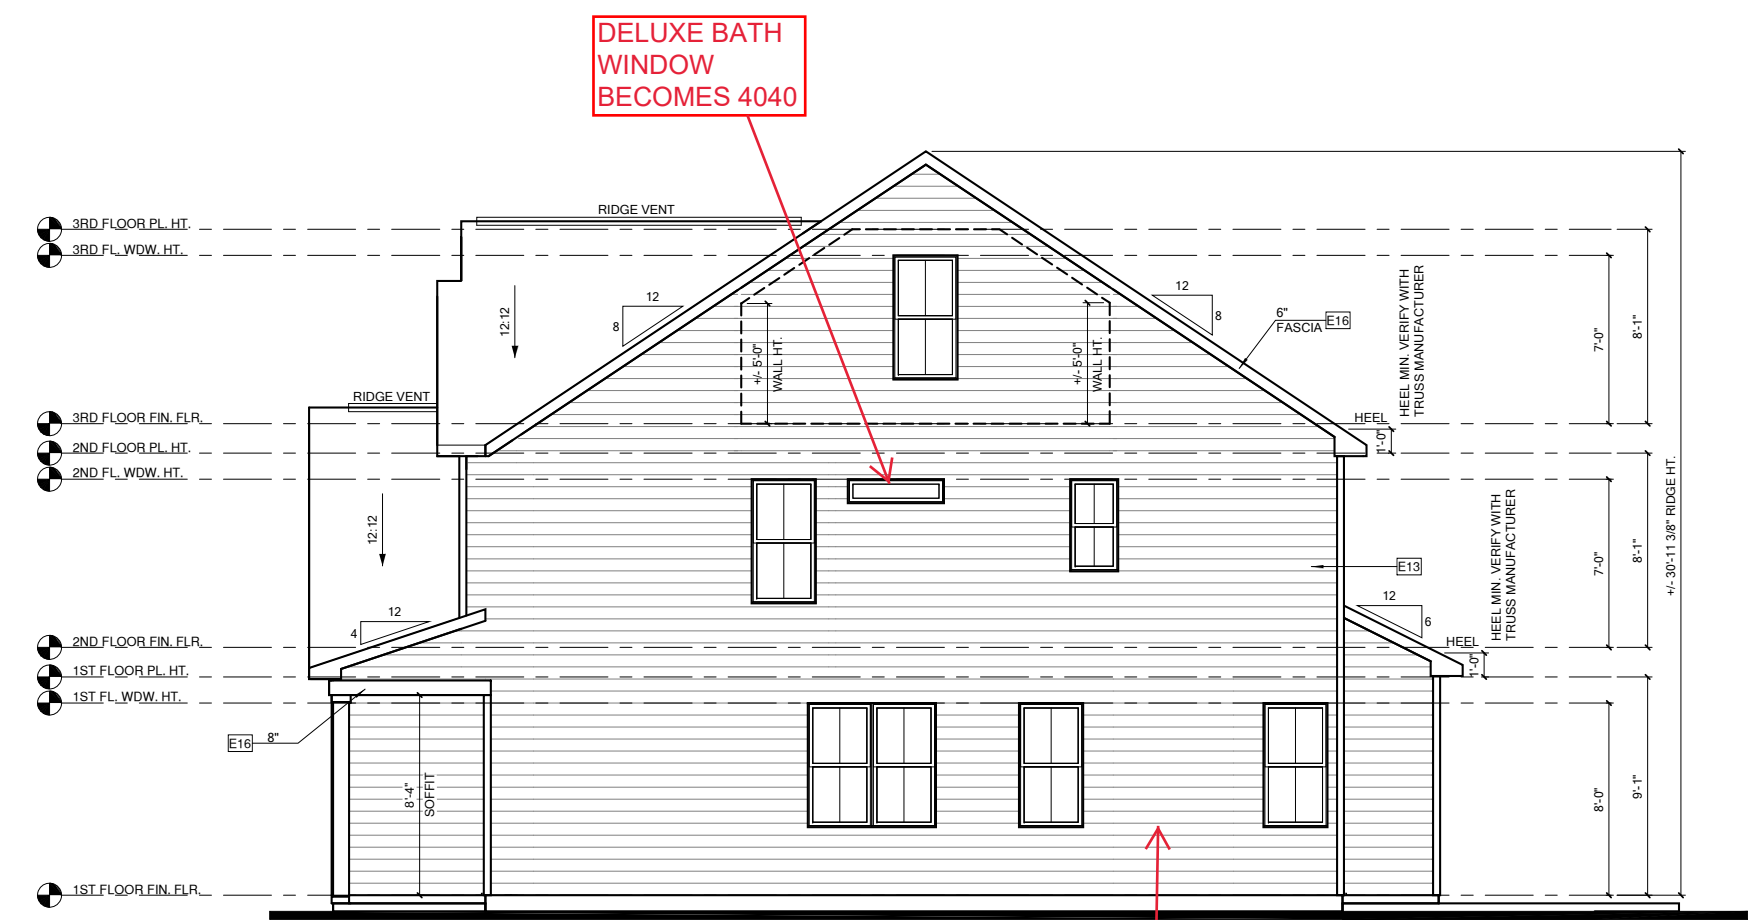 DELUXE BATH
WINDOW
BECOMES 4040
RIDGE VENT
3RD FLOOR PL. HT.
3RD FL. WDW. HT.
12:12
12
8
+/- 5'-0"
WALL HT.
+/- 5'-0"
WALL HT.
12
8
6"
FASCIA
E16
HEEL MIN. VERIFY WITH
TRUSS MANUFACTURER
7'-0"
8'-1"
RIDGE VENT
3RD FLOOR FIN. FLR.
HEEL
1'-0"
2ND FLOOR PL. HT.
2ND FL. WDW. HT.
12:12
E13
HEEL MIN. VERIFY WITH
TRUSS MANUFACTURER
7'-0"
8'-1"
+/- 30'-11 3/8" RIDGE HT.
12
4
12
6
2ND FLOOR FIN. FLR.
HEEL
1'-0"
1ST FLOOR PL. HT.
1ST FL. WDW. HT.
E16
8"
8'-4"
SOFFIT
8'-0"
9'-1"
1ST FLOOR FIN. FLR.